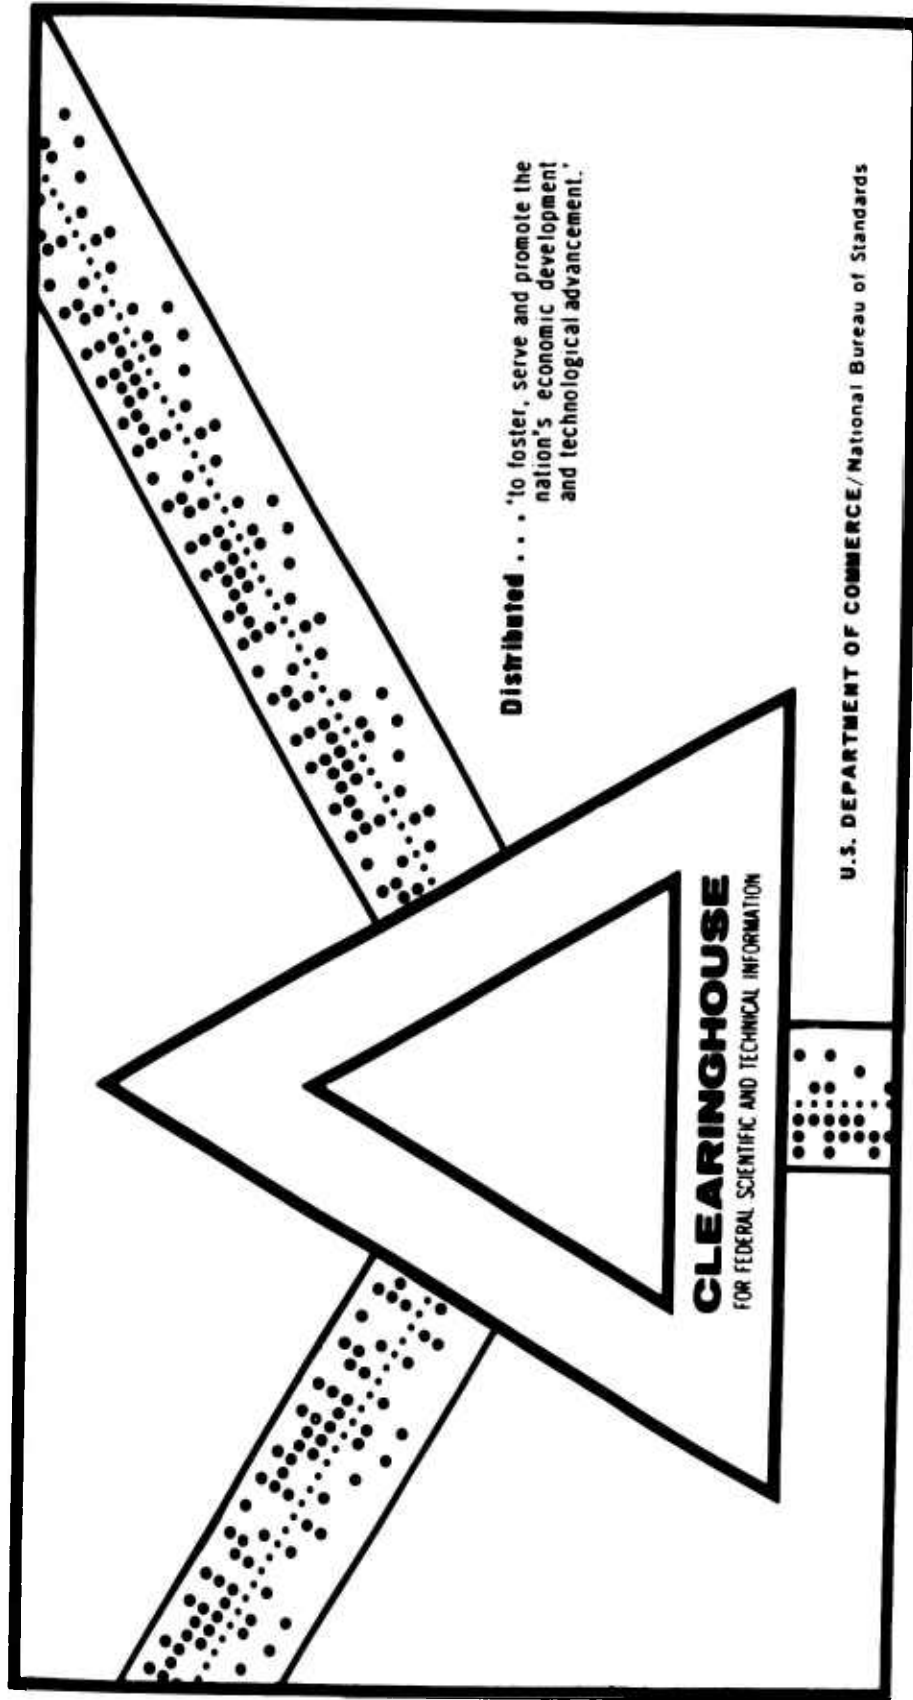 Distributed . . . 'to foster, serve and promote the
nation's economic development
and technological advancement.'
CLEARINGHOUSE
FOR FEDERAL SCIENTIFIC AND TECHNICAL INFORMATION
U.S. DEPARTMENT OF COMMERCE/National Bureau of Standards